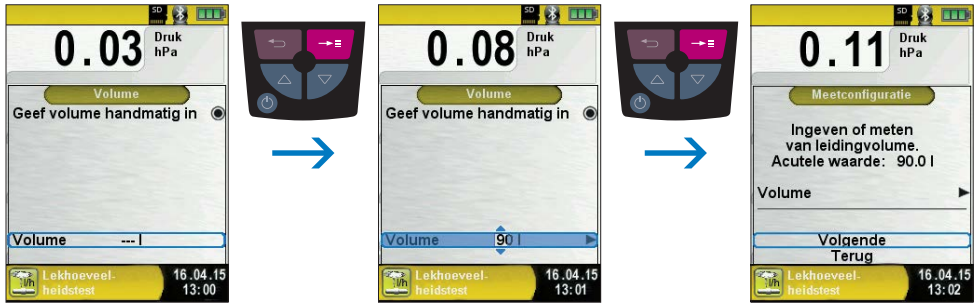 SD
0.03 Druk
hPa
Volume
Geef volume handmatig in
Volume --- l
l/h
Lekhoeveel-
heidstest
16.04.15
13:00
SD
0.08 Druk
hPa
Volume
Geef volume handmatig in
Volume 90 l
l/h
Lekhoeveel-
heidstest
16.04.15
13:01
SD
0.11 Druk
hPa
Meetconfiguratie
Ingeven of meten
van leidingvolume.
Acutele waarde: 90.0 l
Volume
Volgende
Terug
l/h
Lekhoeveel-
heidstest
16.04.15
13:02